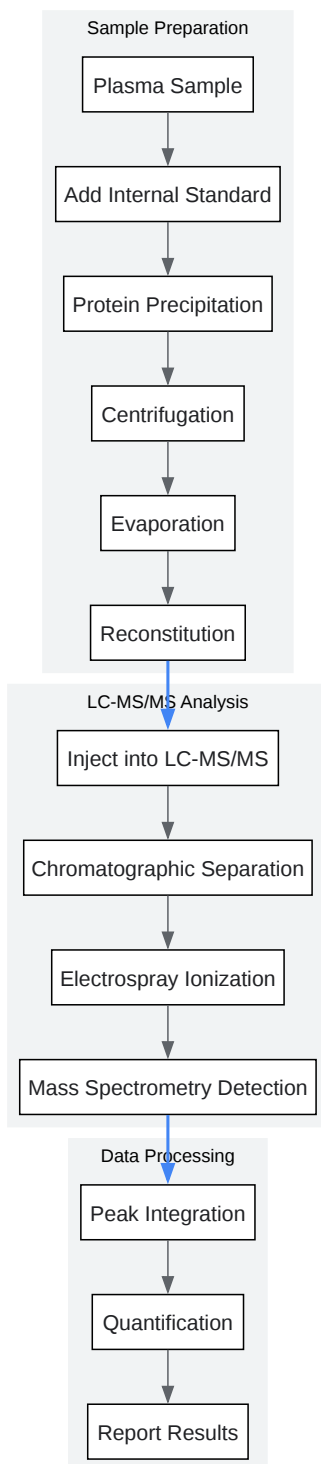 Sample Preparation
Plasma Sample
Add Internal Standard
Protein Precipitation
Centrifugation
Evaporation
Reconstitution
LC-MS/MS Analysis
Inject into LC-MS/MS
Chromatographic Separation
Electrospray Ionization
Mass Spectrometry Detection
Data Processing
Peak Integration
Quantification
Report Results